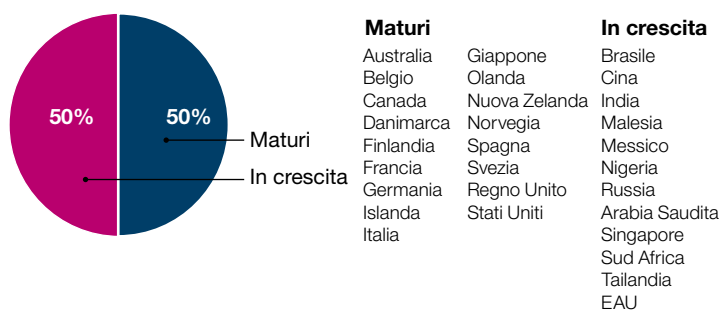 50%
50%
Maturi
In crescita
Maturi
Australia
Belgio
Canada
Danimarca
Finlandia
Francia
Germania
Islanda
Italia
Giappone
Olanda
Nuova Zelanda
Norvegia
Spagna
Svezia
Regno Unito
Stati Uniti
In crescita
Brasile
Cina
India
Malesia
Messico
Nigeria
Russia
Arabia Saudita
Singapore
Sud Africa
Tailandia
EAU